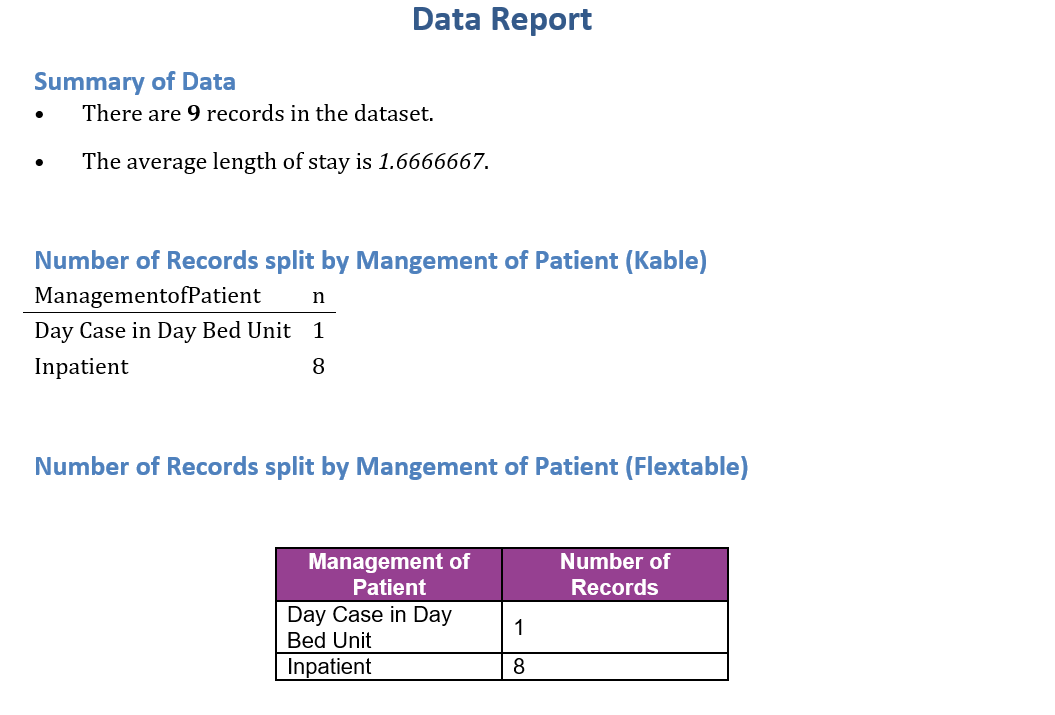 Data Report
Summary of Data
• There are 9 records in the dataset.
• The average length of stay is 1.6666667.
Number of Records split by Mangement of Patient (Kable)
ManagementofPatient n
Day Case in Day Bed Unit 1
Inpatient 8
Number of Records split by Mangement of Patient (Flextable)
Management of Patient Number of Records
Day Case in Day Bed Unit 1
Inpatient 8